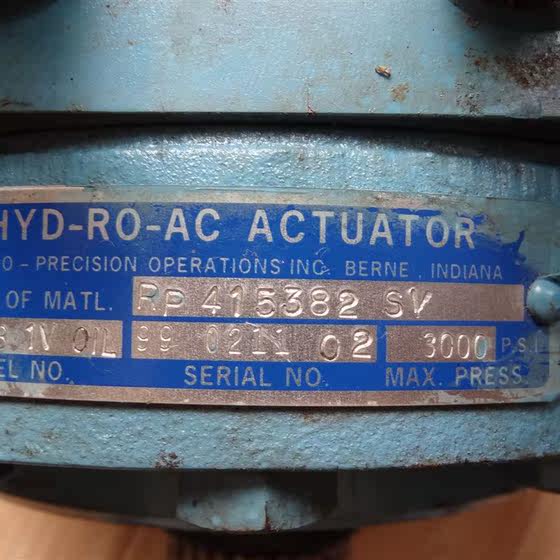 HYD-RO-AC ACTUATOR
O - PRECISION OPERATIONS INC. BERNE, INDIANA
OF MATL. RP 415382 SV
1V OIL 99 0211 02 3000 P.S.I
EL NO. SERIAL NO. MAX. PRESS.